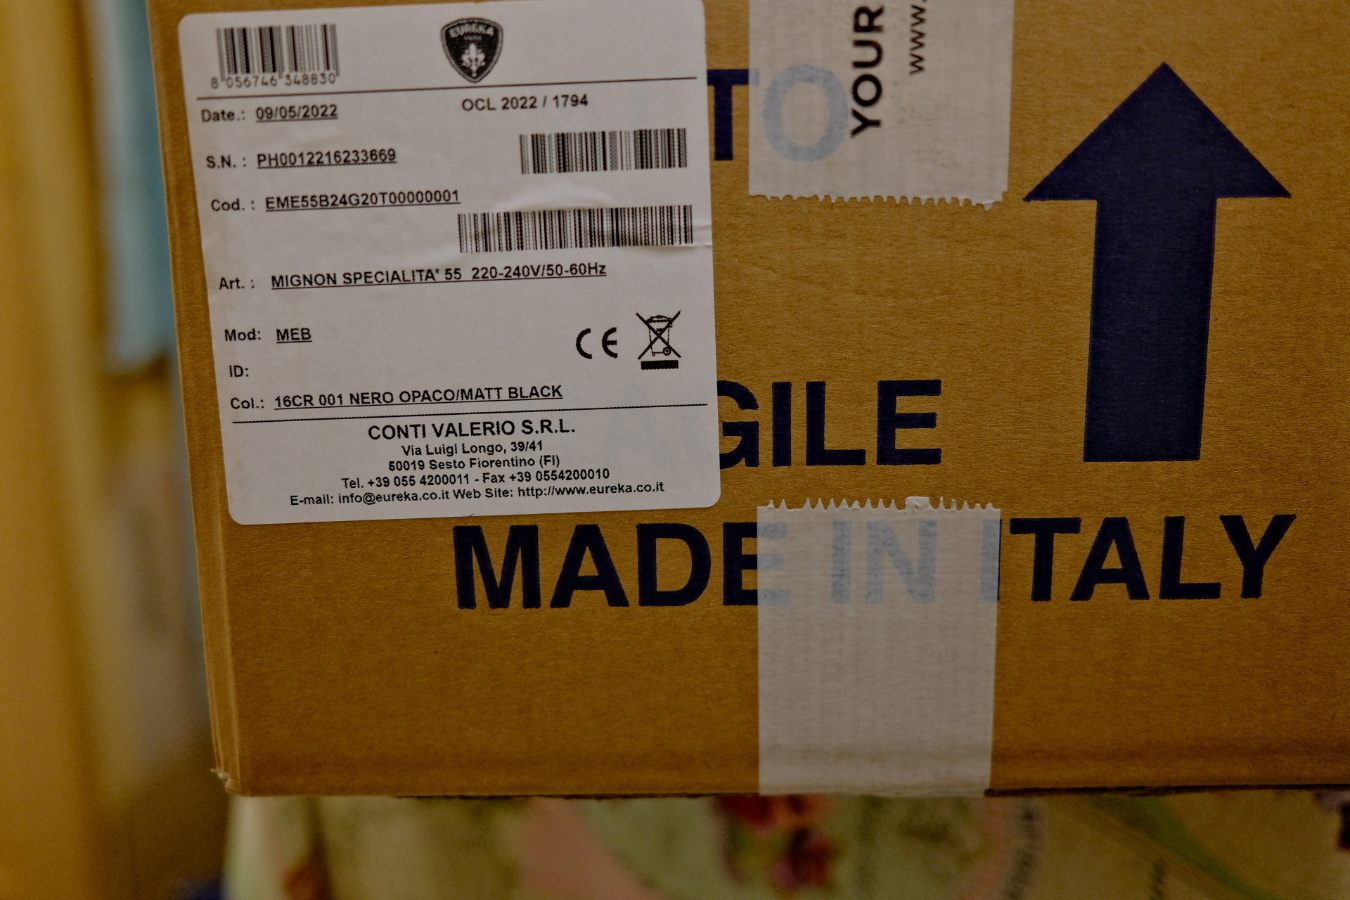 8 056746 348830
EUREKA
Date.: 09/05/2022
OCL 2022 / 1794
S.N. : PH0012216233669
Cod. : EME55B24G20T00000001
Art. : MIGNON SPECIALITA' 55 220-240V/50-60Hz
Mod: MEB
CE
ID:
Col.: 16CR 001 NERO OPACO/MATT BLACK
CONTI VALERIO S.R.L.
Via Luigi Longo, 39/41
50019 Sesto Fiorentino (FI)
Tel. +39 055 4200011 - Fax +39 0554200010
E-mail: info@eureka.co.it Web Site: http://www.eureka.co.it
TO
YOUR
www.
GILE
MADE IN ITALY